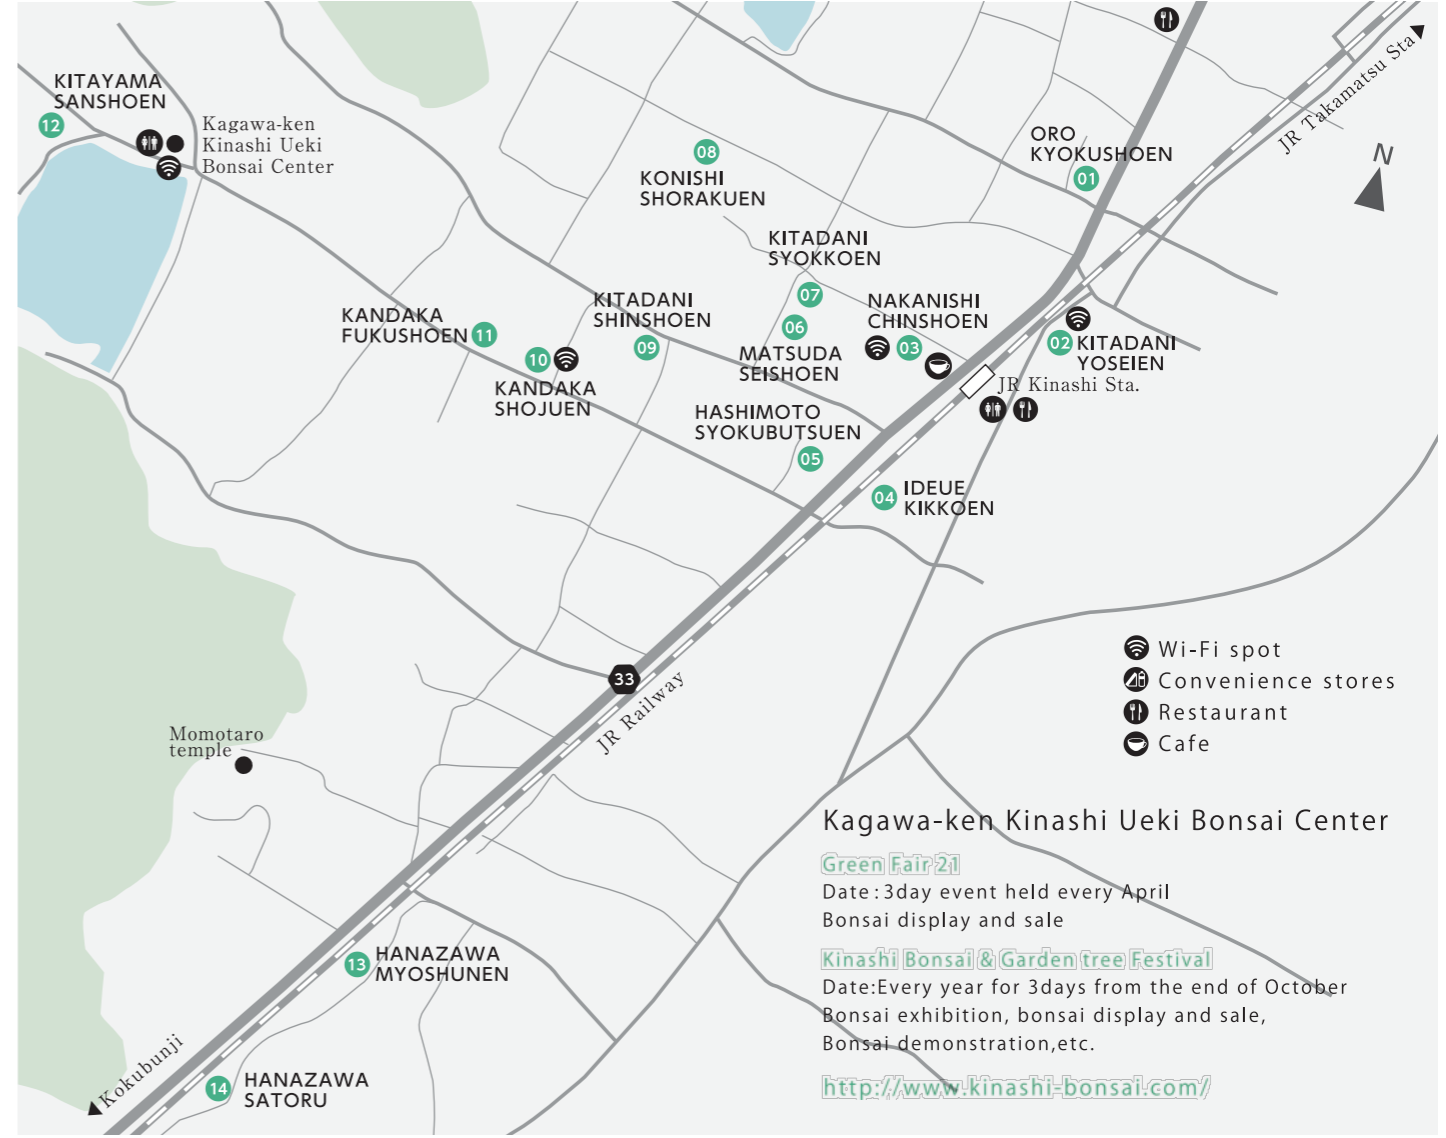 JR Takamatsu Sta
N
KITAYAMA
SANSHOEN
12
Kagawa-ken
Kinashi Ueki
Bonsai Center
08
KONISHI
SHORAKUEN
ORO
KYOKUSHOEN
01
KITADANI
SYOKKOEN
07
KANDAKA
FUKUSHOEN
11
KITADANI
SHINSHOEN
09
06
MATSUDA
SEISHOEN
NAKANISHI
CHINSHOEN
03
02
KITADANI
YOSEIEN
10
KANDAKA
SHOJUEN
JR Kinashi Sta.
HASHIMOTO
SYOKUBUTSUEN
05
04
IDEUE
KIKKOEN
33
JR Railway
Momotaro
temple
Wi-Fi spot
Convenience stores
Restaurant
Cafe
Kagawa-ken Kinashi Ueki Bonsai Center
Green Fair 21
Date : 3day event held every April
Bonsai display and sale
Kinashi Bonsai & Garden tree Festival
Date:Every year for 3days from the end of October
Bonsai exhibition, bonsai display and sale,
Bonsai demonstration,etc.
http://www.kinashi-bonsai.com/
13
HANAZAWA
MYOSHUNEN
Kokubunji
14
HANAZAWA
SATORU